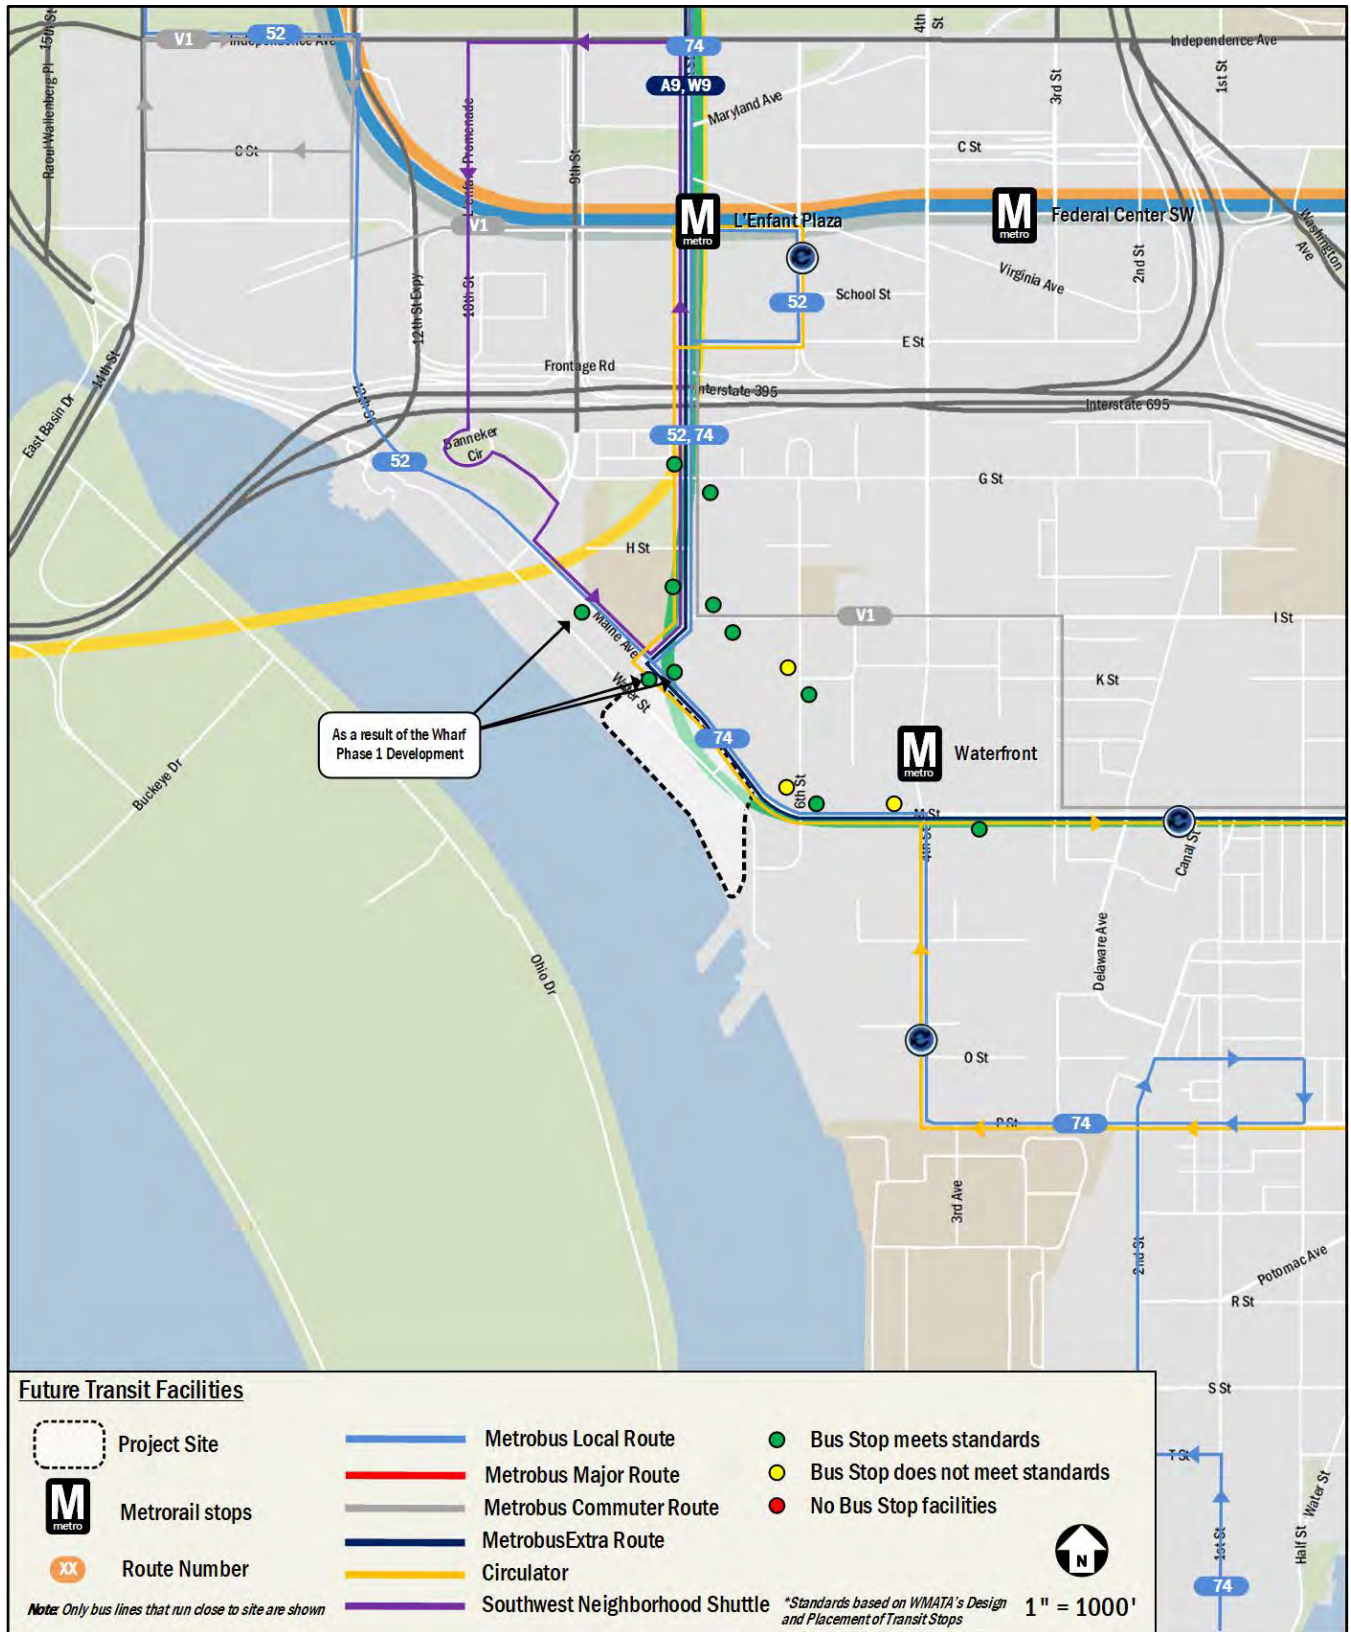 15th St
V1
Independence Ave
52
74
4th St
Independence Ave
1st St
3rd St
A9, W9
Maryland Ave
Raoul Wallenberg Pl
C St
L'Enfant Promenade
9th St
C St
M
metro
L'Enfant Plaza
M
metro
Federal Center SW
V1
Washington Ave
2nd St
Virginia Ave
School St
52
12th St Expy
10th St
14th St
Frontage Rd
E St
Interstate 395
Interstate 695
East Basin Dr
12th St
52, 74
Banneker Cir
52
G St
H St
V1
I St
Maine Ave
K St
Water St
As a result of the Wharf
Phase 1 Development
74
M
metro
Waterfront
Buckeye Dr
6th St
M St
4th St
Canal St
Delaware Ave
Ohio Dr
O St
P St
74
3rd Ave
2nd St
Potomac Ave
R St
S St
T St
1st St
Half St
Water St
74
Future Transit Facilities
Project Site
M
metro
Metrorail stops
XX
Route Number
Note: Only bus lines that run close to site are shown
Metrobus Local Route
Metrobus Major Route
Metrobus Commuter Route
MetrobusExtra Route
Circulator
Southwest Neighborhood Shuttle
Bus Stop meets standards
Bus Stop does not meet standards
No Bus Stop facilities
*Standards based on WMATA's Design
and Placement of Transit Stops
N
1" = 1000'